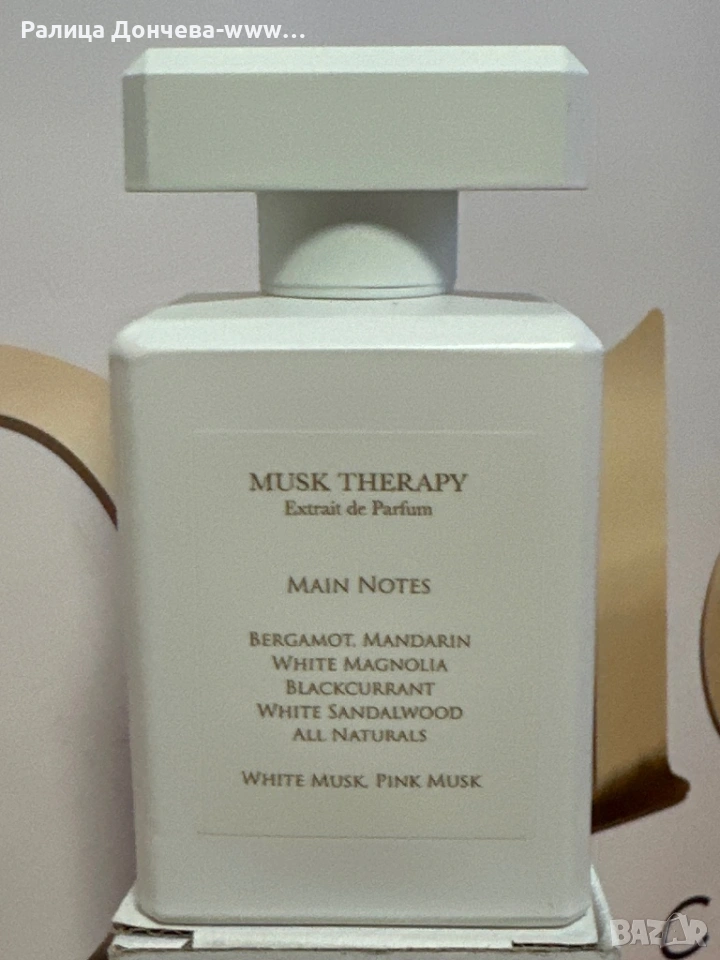 Ралица Дончева-www...
MUSK THERAPY
Extrait de Parfum
MAIN NOTES
BERGAMOT, MANDARIN
WHITE MAGNOLIA
BLACKCURRANT
WHITE SANDALWOOD
ALL NATURALS
WHITE MUSK, PINK MUSK
BAZAR